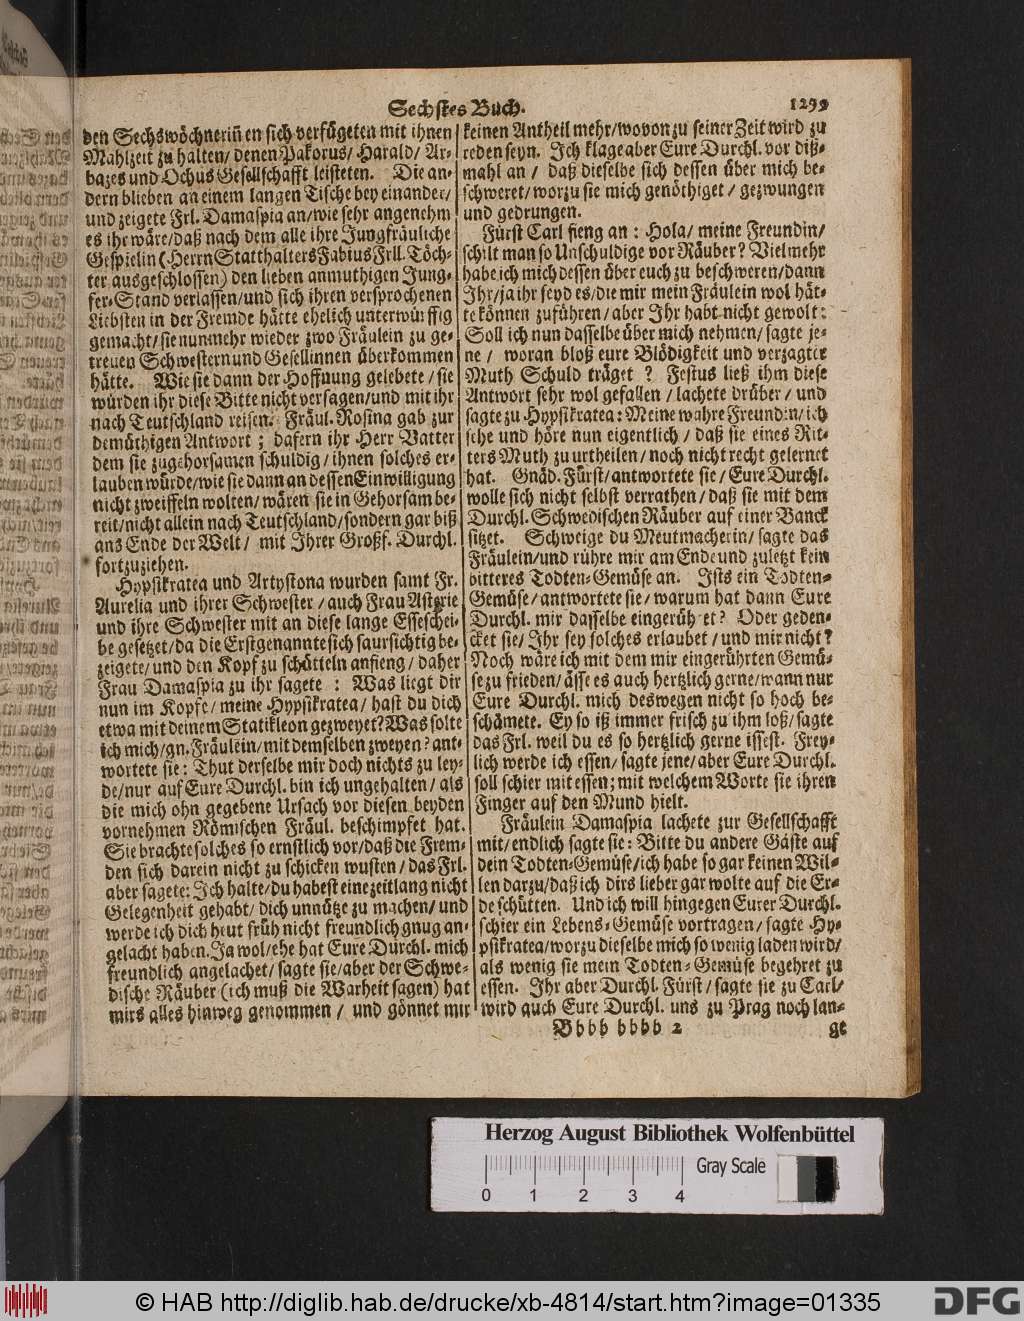 Sechstes Buch. 1299
den Sechswöchneriñen sich verfügeten mit ihnen
Mahlzeit zu halten/ denen Pakorus/ Harald/ Ar-
bazes und Ochus Gesellschafft leisteten. Die an-
dern blieben an einem langen Tische bey einander/
und zeigete Frl. Damaspia an/ wie sehr angenehm
es ihr wäre/ daß nach dem alle ihre Jungfräuliche
Gespielin (Herrn Statthalters Fabius Frll. Töch-
ter ausgeschlossen) den lieben anmuthigen Jung-
fer-Stand verlassen/ und sich ihren versprochenen
Liebsten in der Fremde hätte ehelich unterwürffig
gemacht/ sie nunmehr wieder zwo Fräulein zu ge-
treuen Schwestern und Gesellinnen überkommen
hätte. Wie sie dann der Hoffnung gelebete/ sie
würden ihr diese Bitte nicht versagen/ und mit ihr
nach Teutschland reisen. Fräul. Rosina gab zur
demüthigen Antwort; dafern ihr Herr Vatter
dem sie zugehorsamen schuldig/ ihnen solches er-
lauben würde/ wie sie dann an dessen Einwilligung
nicht zweiffeln wolten/ wären sie in Gehorsam be-
reit/ nicht allein nach Teutschland/ sondern gar biß
ans Ende der Welt/ mit Ihrer Großf. Durchl.
fortzuziehen.
Hypsikratea und Artystona wurden samt Fr.
Aurelia und ihrer Schwester/ auch Frau Asterie
und ihre Schwester mit an diese lange EssescheI-
be gesetzet/ da die Erstgenannte sich saursichtig be-
zeigete/ und den Kopf zu schütteln anfieng/ daher
Frau Damaspia zu ihr sagete: Was liegt dir
nun im Kopfe/ meine Hypsikratea/ hast du dich
etwa mit deinem Statikleon gezweyet? Was solte
ich mich/ gn. Fräulein/ mit demselben zweyen? ant-
wortete sie: Thut derselbe mir doch nichts zu ley-
de/ nur auf Eure Durchl. bin ich ungehalten/ als
die mich ohn gegebene Ursach vor diesen beyden
vornehmen Römischen Fräul. beschimpfet hat.
Sie brachte solches so ernstlich vor/ daß die Frem-
den sich darein nicht zu schicken wusten/ das Frl.
aber sagete: Ich halte/ du habest eine zeitlang nicht
Gelegenheit gehabt/ dich unnütze zu machen/ und
werde ich dich heut früh nicht freundlich gnug an-
gelacht haben. Ja wol/ ehe hat Eure Durchl. mich
freundlich angelachet/ sagte sie/ aber der Schwe-
dische Räuber (ich muß die Warheit sagen) hat
mirs alles hinweg genommen/ und gönnet mir
keinen Antheil mehr/ wovon zu seiner Zeit wird zu
reden seyn. Ich klage aber Eure Durchl. vor diß-
mahl an/ daß dieselbe sich dessen über mich be-
schweret/ worzu sie mich genöthiget/ gezwungen
und gedrungen.
Fürst Carl fieng an: Hola/ meine Freundin/
schilt man so Unschuldige vor Räuber? Vielmehr
habe ich mich dessen über euch zu beschweren/ dann
Ihr/ ja ihr seyd es/ die mir mein Fräulein wol hät-
te können zuführen/ aber Ihr habt nicht gewolt:
Soll ich nun dasselbe über mich nehmen/ sagte je-
ne/ woran bloß eure Blödigkeit und verzagter
Muth Schuld träget? Festus ließ ihm diese
Antwort sehr wol gefallen/ lachete drüber/ und
sagte zu Hypsikratea: Meine wahre Freundin/ ich
sehe und höre nun eigentlich/ daß sie eines Rit-
ters Muth zu urtheilen/ noch nicht recht gelernet
hat. Gnäd. Fürst/ antwortete sie/ Eure Durchl.
wolle sich nicht selbst verrathen/ daß sie mit dem
Durchl. Schwedischen Räuber auf einer Banck
sitzet. Schweige du Meutmacherin/ sagte das
Fräulein/ und rühre mir am Ende und zuletzt kein
bitteres Todten-Gemüse an. Ists ein Todten-
Gemüse/ antwortete sie/ warum hat dann Eure
Durchl. mir dasselbe eingerühret? Oder geden-
cket sie/ Ihr sey solches erlaubet/ und mir nicht?
Noch wäre ich mit dem mir eingerührten Gemü-
se zu frieden/ ässe es auch hertzlich gerne/ wann nur
Eure Durchl. mich deswegen nicht so hoch be-
schämete. Ey so iß immer frisch zu ihm loß/ sagte
das Frl. weil du es so hertzlich gerne issest. Frey-
lich werde ich essen/ sagte jene/ aber Eure Durchl.
soll schier mit essen; mit welchem Worte sie ihren
Finger auf den Mund hielt.
Fräulein Damaspia lachete zur Gesellschafft
mit/ endlich sagte sie: Bitte du andere Gäste auf
dein Todten-Gemüse/ ich habe so gar keinen Wil-
len darzu/ daß ich dirs lieber gar wolte auf die Er-
de schütten. Und ich will hingegen Eurer Durchl.
schier ein Lebens-Gemüse vortragen/ sagte Hy-
psikratea/ worzu dieselbe mich so wenig laden wird/
als wenig sie mein Todten-Gemüse begehret zu
essen. Ihr aber Durchl. Fürst/ sagte sie zu Carl/
wird auch Eure Durchl. uns zu Prag noch lan-
Bbbb bbbb 2 ge
Herzog August Bibliothek Wolfenbüttel
Gray Scale
0 1 2 3 4
© HAB http://diglib.hab.de/drucke/xb-4814/start.htm?image=01335
DFG